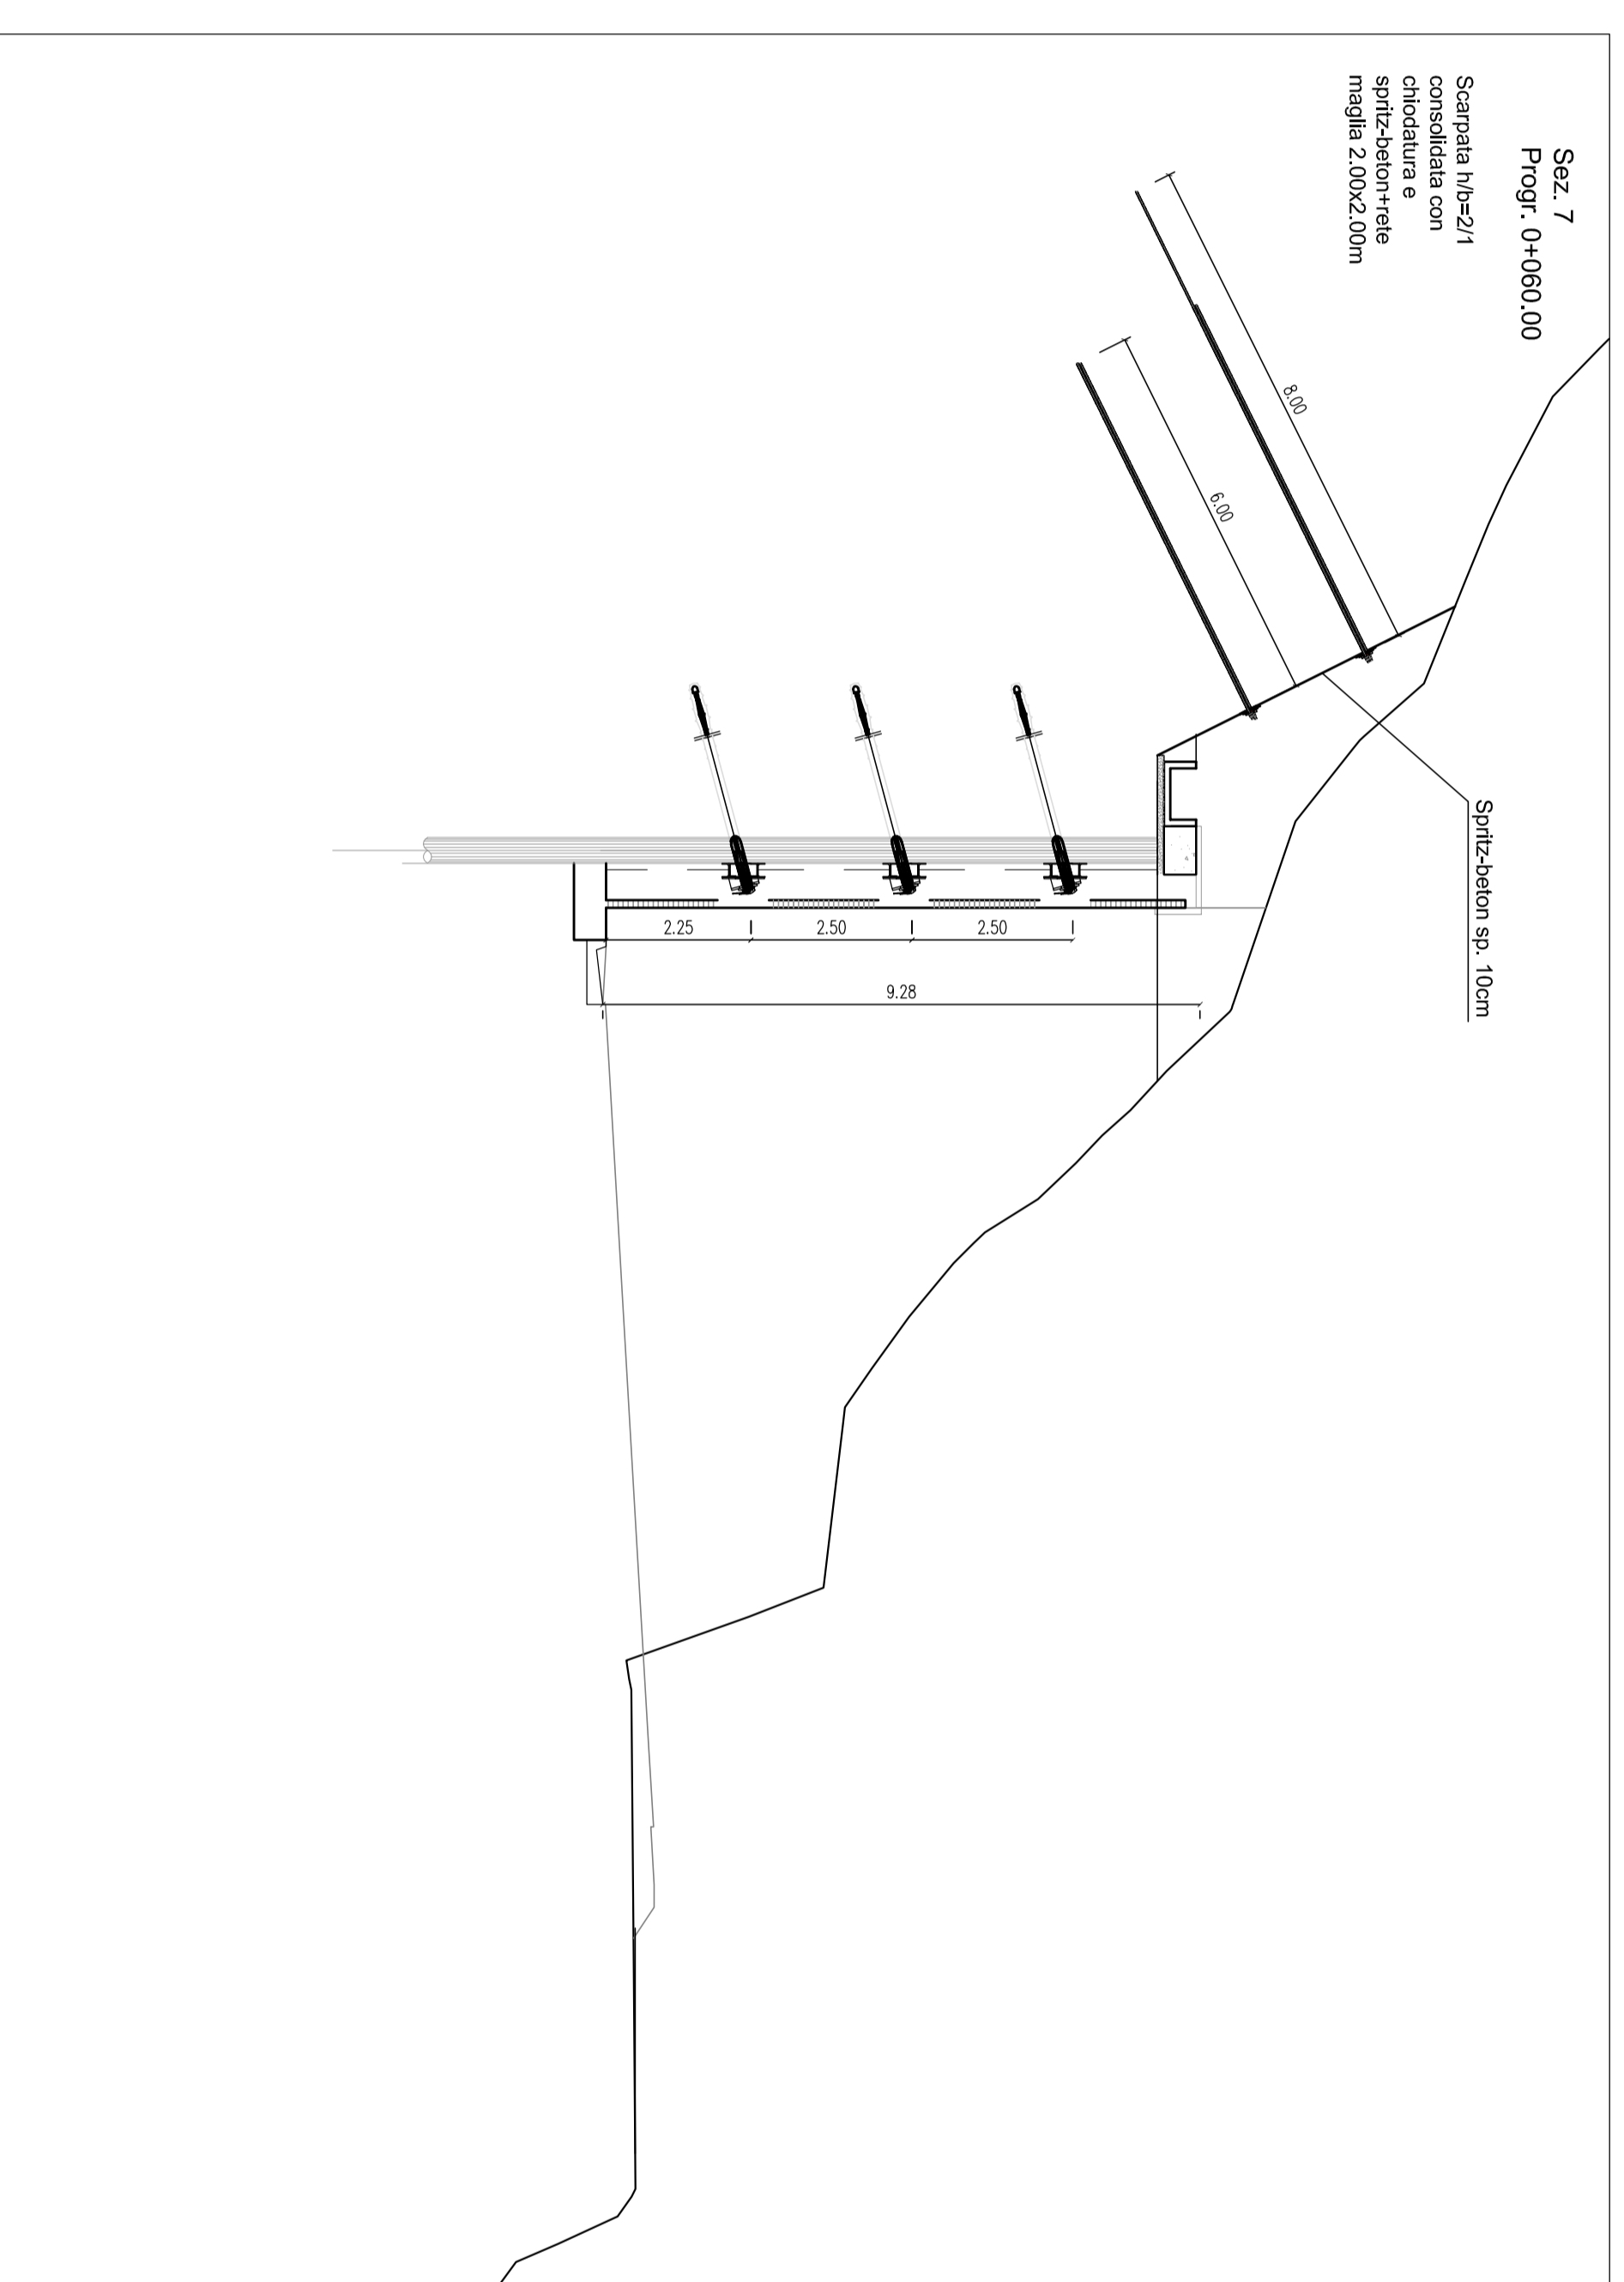 Sez. 7
Progr. 0+060.00
Scarpata h/b=2/1
consolidata con
chiodatura e
spritz-beton+rete
maglia 2.00x2.00m
8.00
6.00
Spritz-beton sp. 10cm
2.25
2.50
2.50
9.28